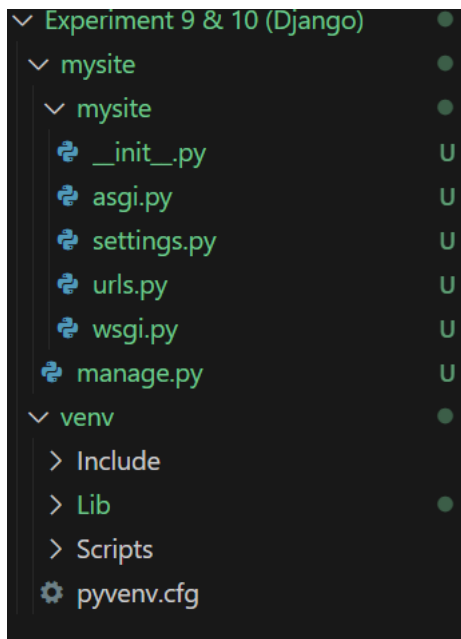 Experiment 9 & 10 (Django)
mysite
mysite
__init__.py U
asgi.py U
settings.py U
urls.py U
wsgi.py U
manage.py U
venv
Include
Lib
Scripts
pyvenv.cfg